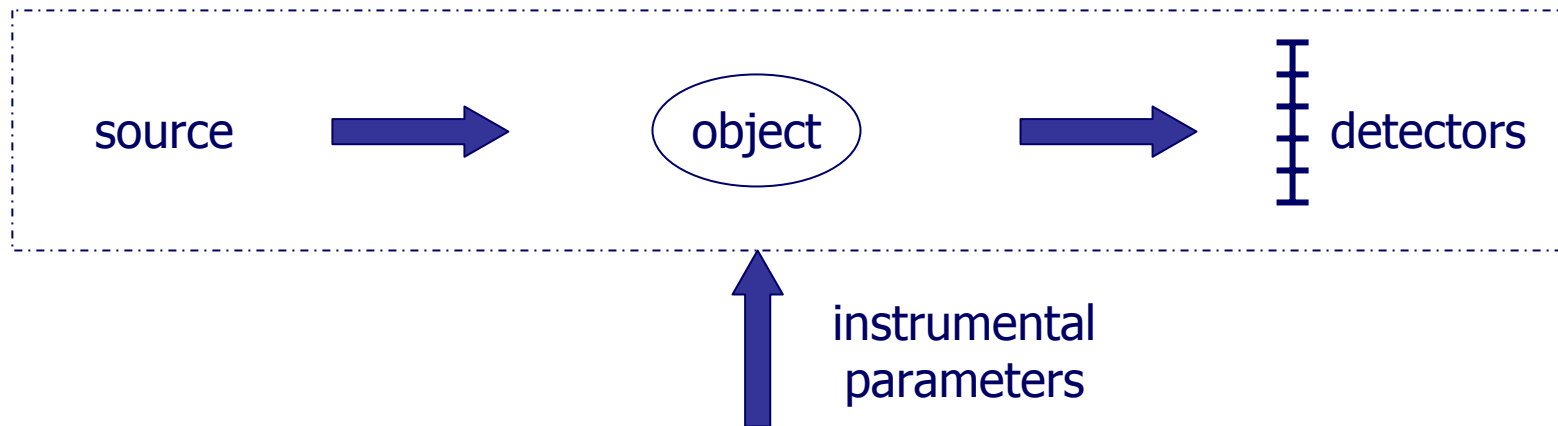 source
object
detectors
instrumental
parameters